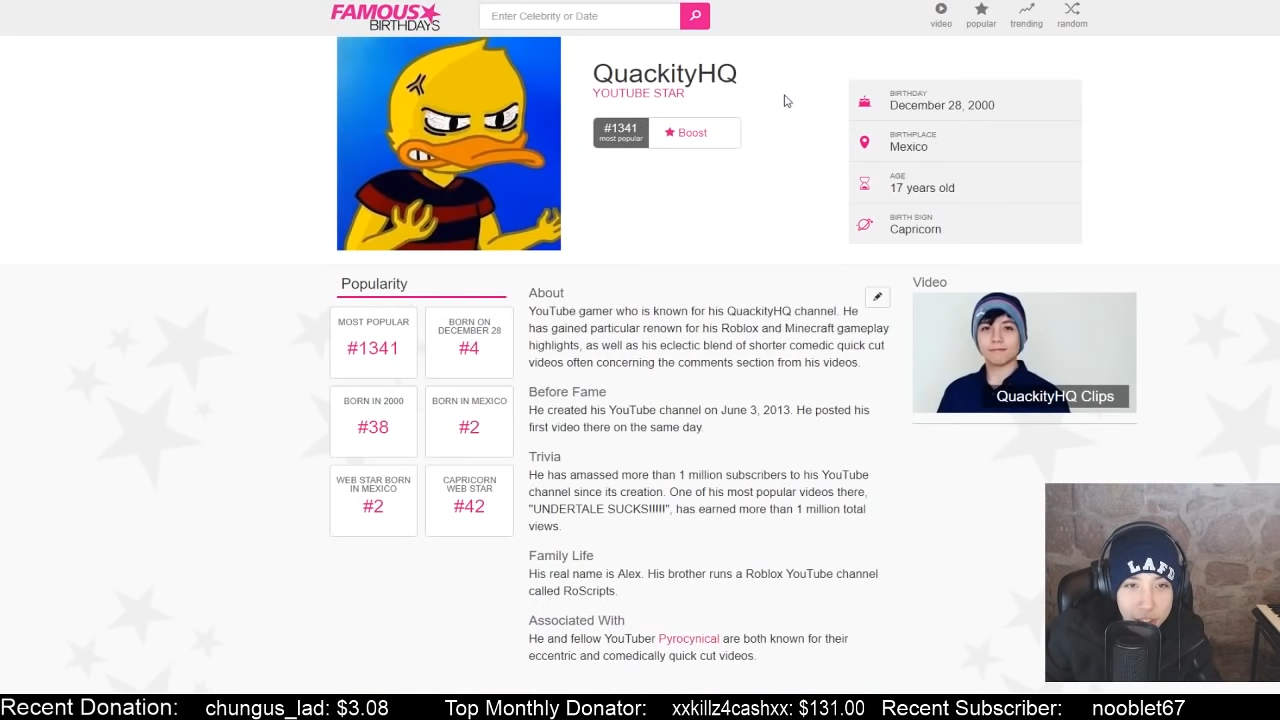 FAMOUS
BIRTHDAYS
Enter Celebrity or Date
video
popular
trending
random
QuackityHQ
YOUTUBE STAR
#1341
most popular
Boost
BIRTHDAY
December 28, 2000
BIRTHPLACE
Mexico
AGE
17 years old
BIRTH SIGN
Capricorn
Popularity
MOST POPULAR
#1341
BORN ON
DECEMBER 28
#4
BORN IN 2000
#38
BORN IN MEXICO
#2
WEB STAR BORN
IN MEXICO
#2
CAPRICORN
WEB STAR
#42
About
YouTube gamer who is known for his QuackityHQ channel. He
has gained particular renown for his Roblox and Minecraft gameplay
highlights, as well as his eclectic blend of shorter comedic quick cut
videos often concerning the comments section from his videos.
Before Fame
He created his YouTube channel on June 3, 2013. He posted his
first video there on the same day.
Trivia
He has amassed more than 1 million subscribers to his YouTube
channel since its creation. One of his most popular videos there,
"UNDERTALE SUCKS!!!!!", has earned more than 1 million total
views.
Family Life
His real name is Alex. His brother runs a Roblox YouTube channel
called RoScripts.
Associated With
He and fellow YouTuber Pyrocynical are both known for their
eccentric and comedically quick cut videos.
Video
QuackityHQ Clips
LAFD
Recent Donation: chungus_lad: $3.08 Top Monthly Donator: xxkillz4cashxx: $131.00 Recent Subscriber: nooblet67